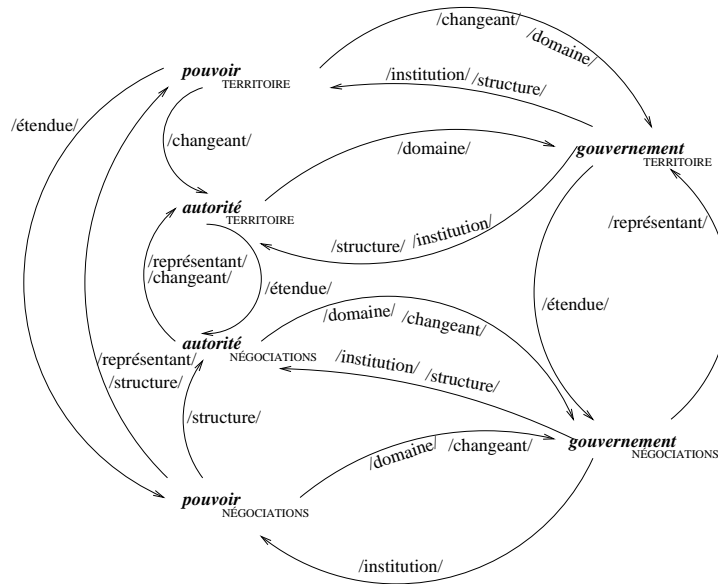 /changeant/
/domaine/
pouvoir
TERRITOIRE
/institution/ /structure/
/étendue/
/changeant/
/domaine/
gouvernement
TERRITOIRE
autorité
TERRITOIRE
/représentant/
/structure/ /institution/
/représentant/
/changeant/
/étendue/
/étendue/
/domaine/ /changeant/
autorité
NÉGOCIATIONS
/institution/ /structure/
/représentant/
/structure/
/structure/
/domaine/ /changeant/
gouvernement
NÉGOCIATIONS
pouvoir
NÉGOCIATIONS
/institution/